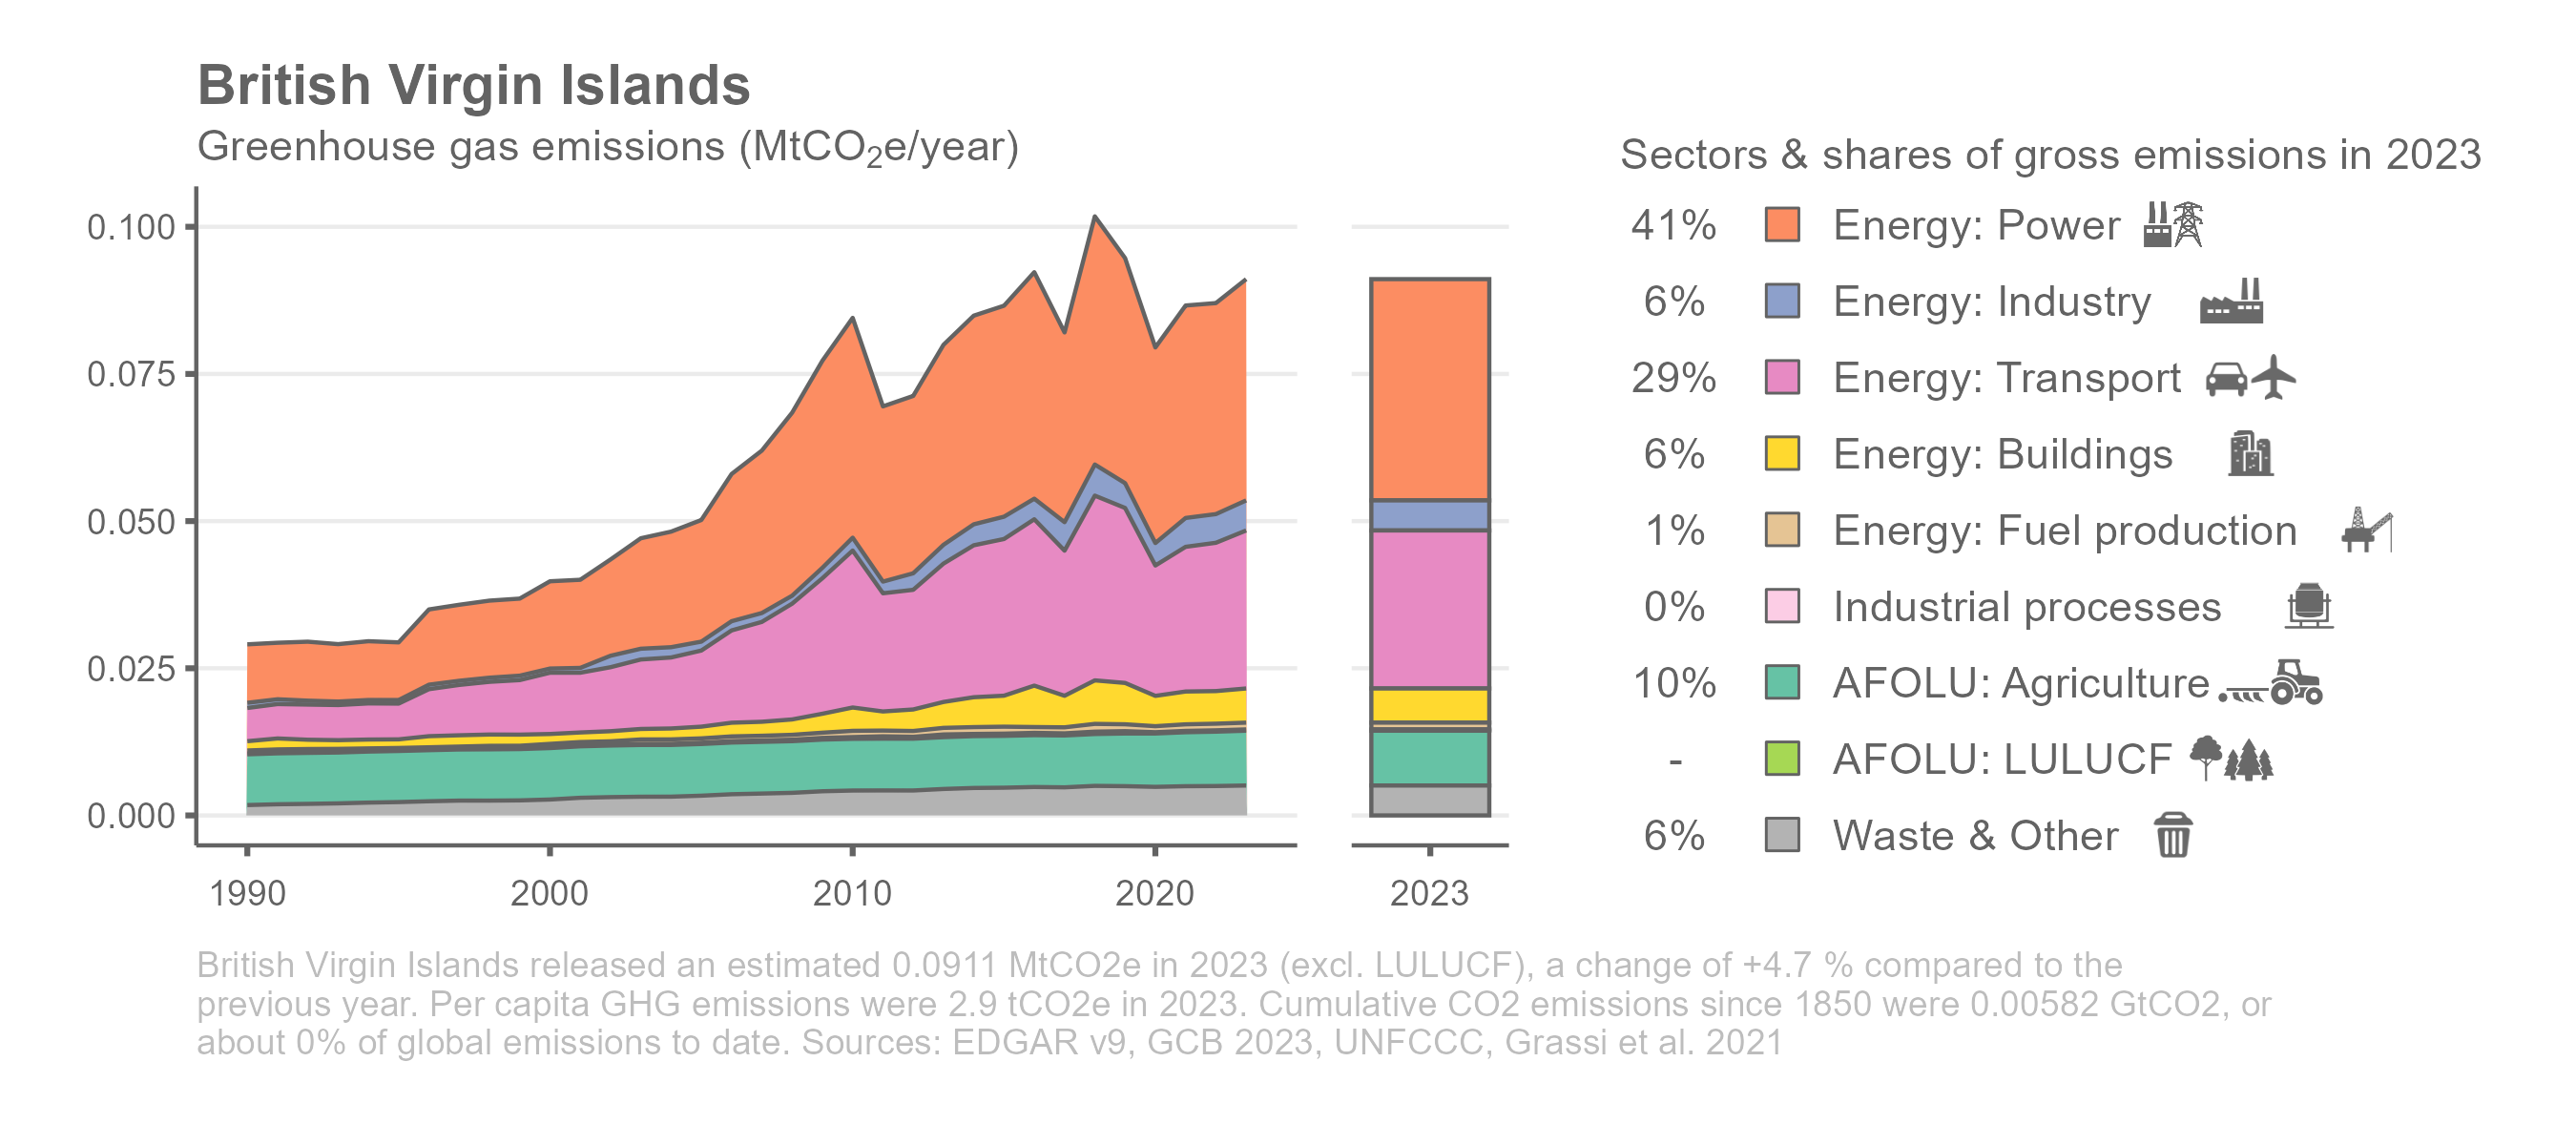 British Virgin Islands
Greenhouse gas emissions (MtCO₂e/year)
Sectors & shares of gross emissions in 2023
0.100
0.075
0.050
0.025
0.000
1990 2000 2010 2020 2023
41% Energy: Power
6% Energy: Industry
29% Energy: Transport
6% Energy: Buildings
1% Energy: Fuel production
0% Industrial processes
10% AFOLU: Agriculture
- AFOLU: LULUCF
6% Waste & Other
British Virgin Islands released an estimated 0.0911 MtCO2e in 2023 (excl. LULUCF), a change of +4.7 % compared to the
previous year. Per capita GHG emissions were 2.9 tCO2e in 2023. Cumulative CO2 emissions since 1850 were 0.00582 GtCO2, or
about 0% of global emissions to date. Sources: EDGAR v9, GCB 2023, UNFCCC, Grassi et al. 2021